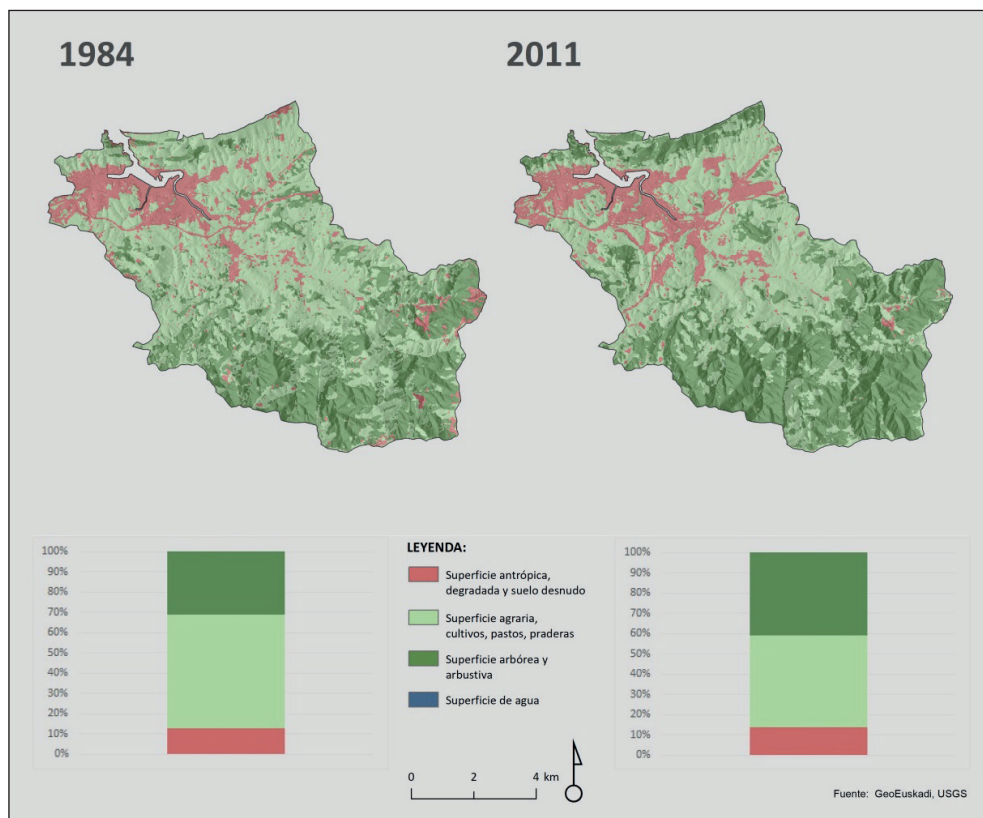 1984
2011
100%
90%
80%
70%
60%
50%
40%
30%
20%
10%
0%
LEYENDA:
Superficie antrópica,
degradada y suelo desnudo
Superficie agraria,
cultivos, pastos, praderas
Superficie arbórea y
arbustiva
Superficie de agua
0 2 4 km
100%
90%
80%
70%
60%
50%
40%
30%
20%
10%
0%
Fuente: GeoEuskadi, USGS